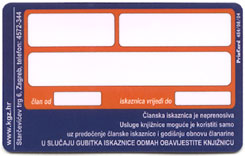 www.kgz.hr
Starčevićev trg 6, Zagreb, telefon: 4572-344
član od
iskaznica vrijedi do
Članska iskaznica je neprenosiva
Usluge knjižnice moguće je koristiti samo
uz predočenje članske iskaznice i godišnju obnovu članarine
U SLUČAJU GUBITKA ISKAZNICE ODMAH OBAVIJESTITE KNJIŽNICU